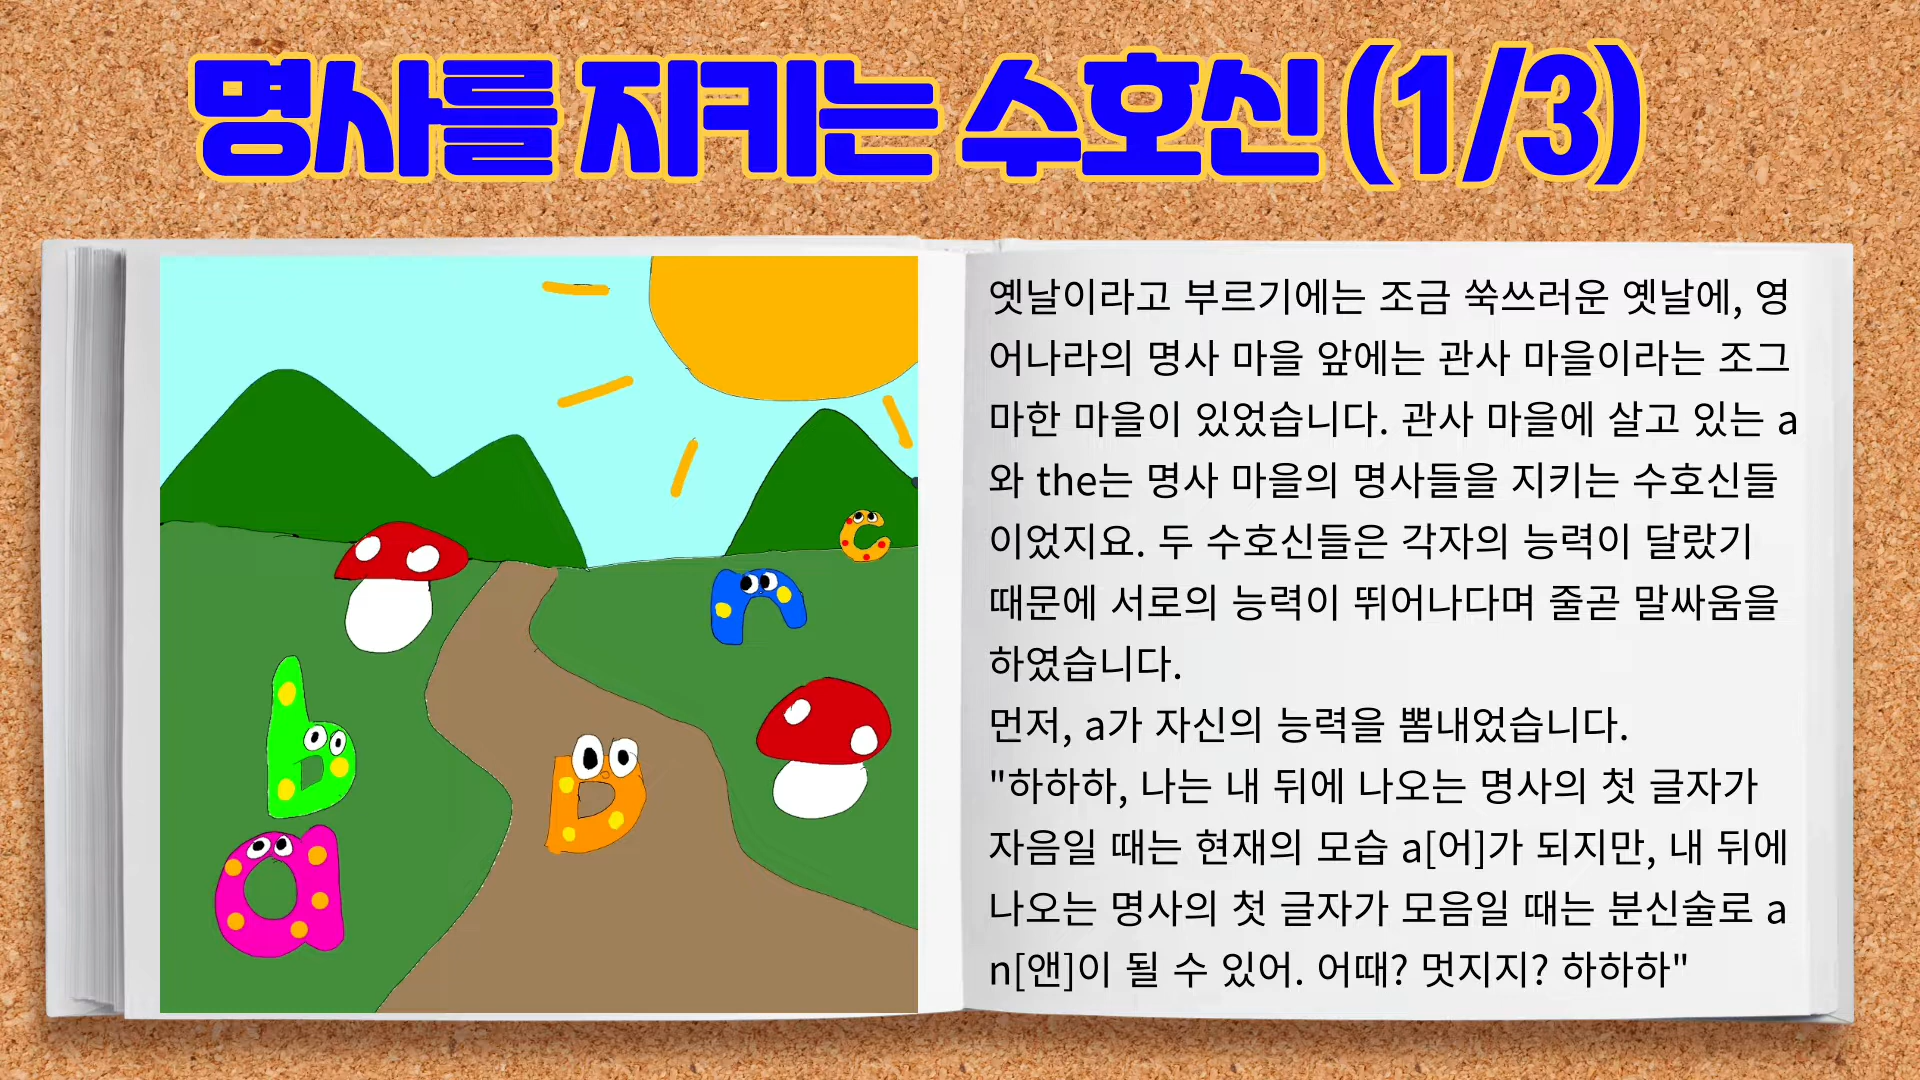 명사를 지키는 수호신 (1/3)
옛날이라고 부르기에는 조금 쑥쓰러운 옛날에, 영
어나라의 명사 마을 앞에는 관사 마을이라는 조그
마한 마을이 있었습니다. 관사 마을에 살고 있는 a
와 the는 명사 마을의 명사들을 지키는 수호신들
이었지요. 두 수호신들은 각자의 능력이 달랐기
때문에 서로의 능력이 뛰어나다며 줄곧 말싸움을
하였습니다.
먼저, a가 자신의 능력을 뽐내었습니다.
"하하하, 나는 내 뒤에 나오는 명사의 첫 글자가
자음일 때는 현재의 모습 a[어]가 되지만, 내 뒤에
나오는 명사의 첫 글자가 모음일 때는 분신술로 a
n[앤]이 될 수 있어. 어때? 멋지지? 하하하"
c
n
b
D
a